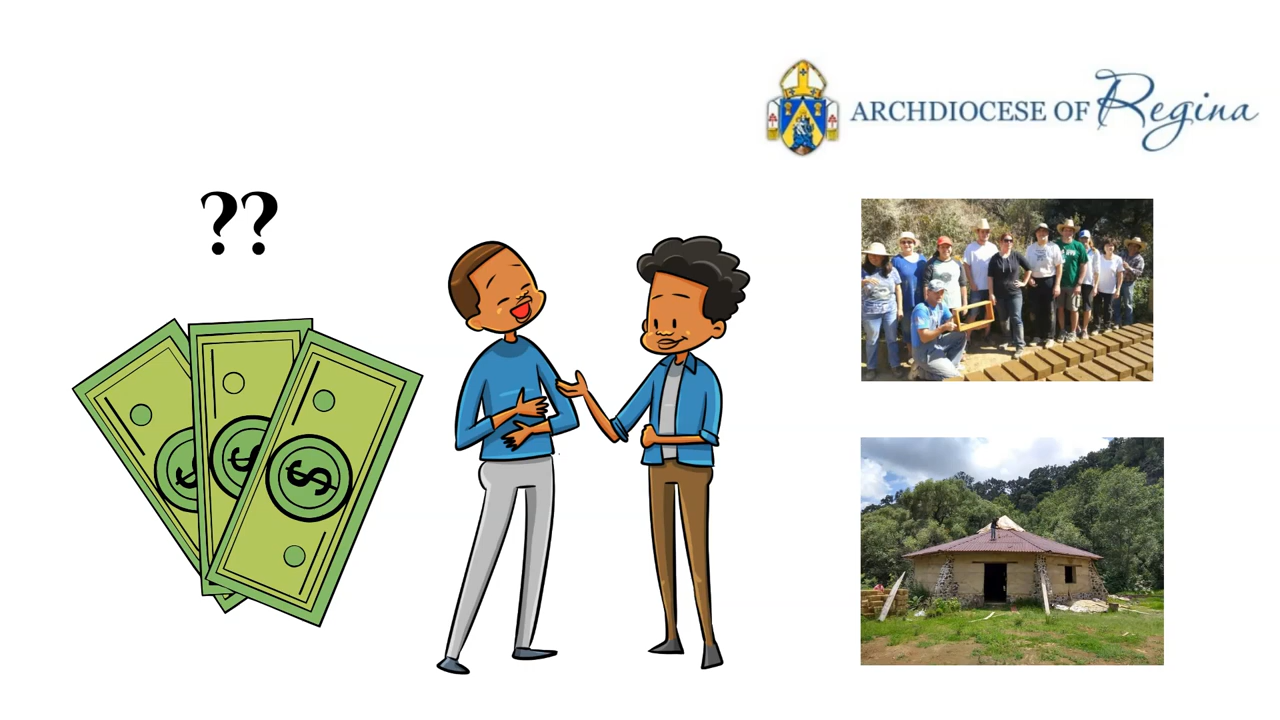 ARCHDIOCESE OF Regina
??
$ $ $